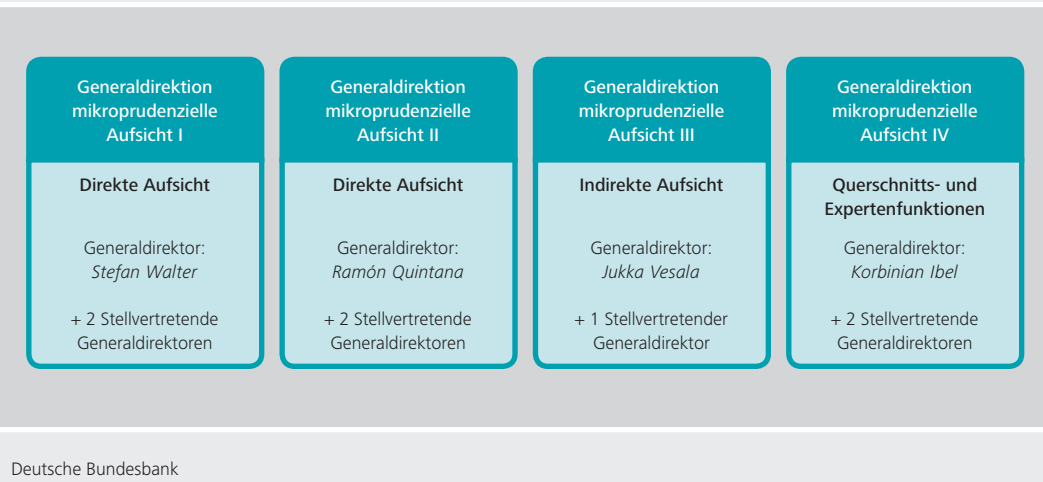 Generaldirektion
mikroprudenzielle
Aufsicht I
Direkte Aufsicht
Generaldirektor:
Stefan Walter
+ 2 Stellvertretende
Generaldirektoren
Generaldirektion
mikroprudenzielle
Aufsicht II
Direkte Aufsicht
Generaldirektor:
Ramón Quintana
+ 2 Stellvertretende
Generaldirektoren
Generaldirektion
mikroprudenzielle
Aufsicht III
Indirekte Aufsicht
Generaldirektor:
Jukka Vesala
+ 1 Stellvertretender
Generaldirektor
Generaldirektion
mikroprudenzielle
Aufsicht IV
Querschnitts- und
Expertenfunktionen
Generaldirektor:
Korbinian Ibel
+ 2 Stellvertretende
Generaldirektoren
Deutsche Bundesbank